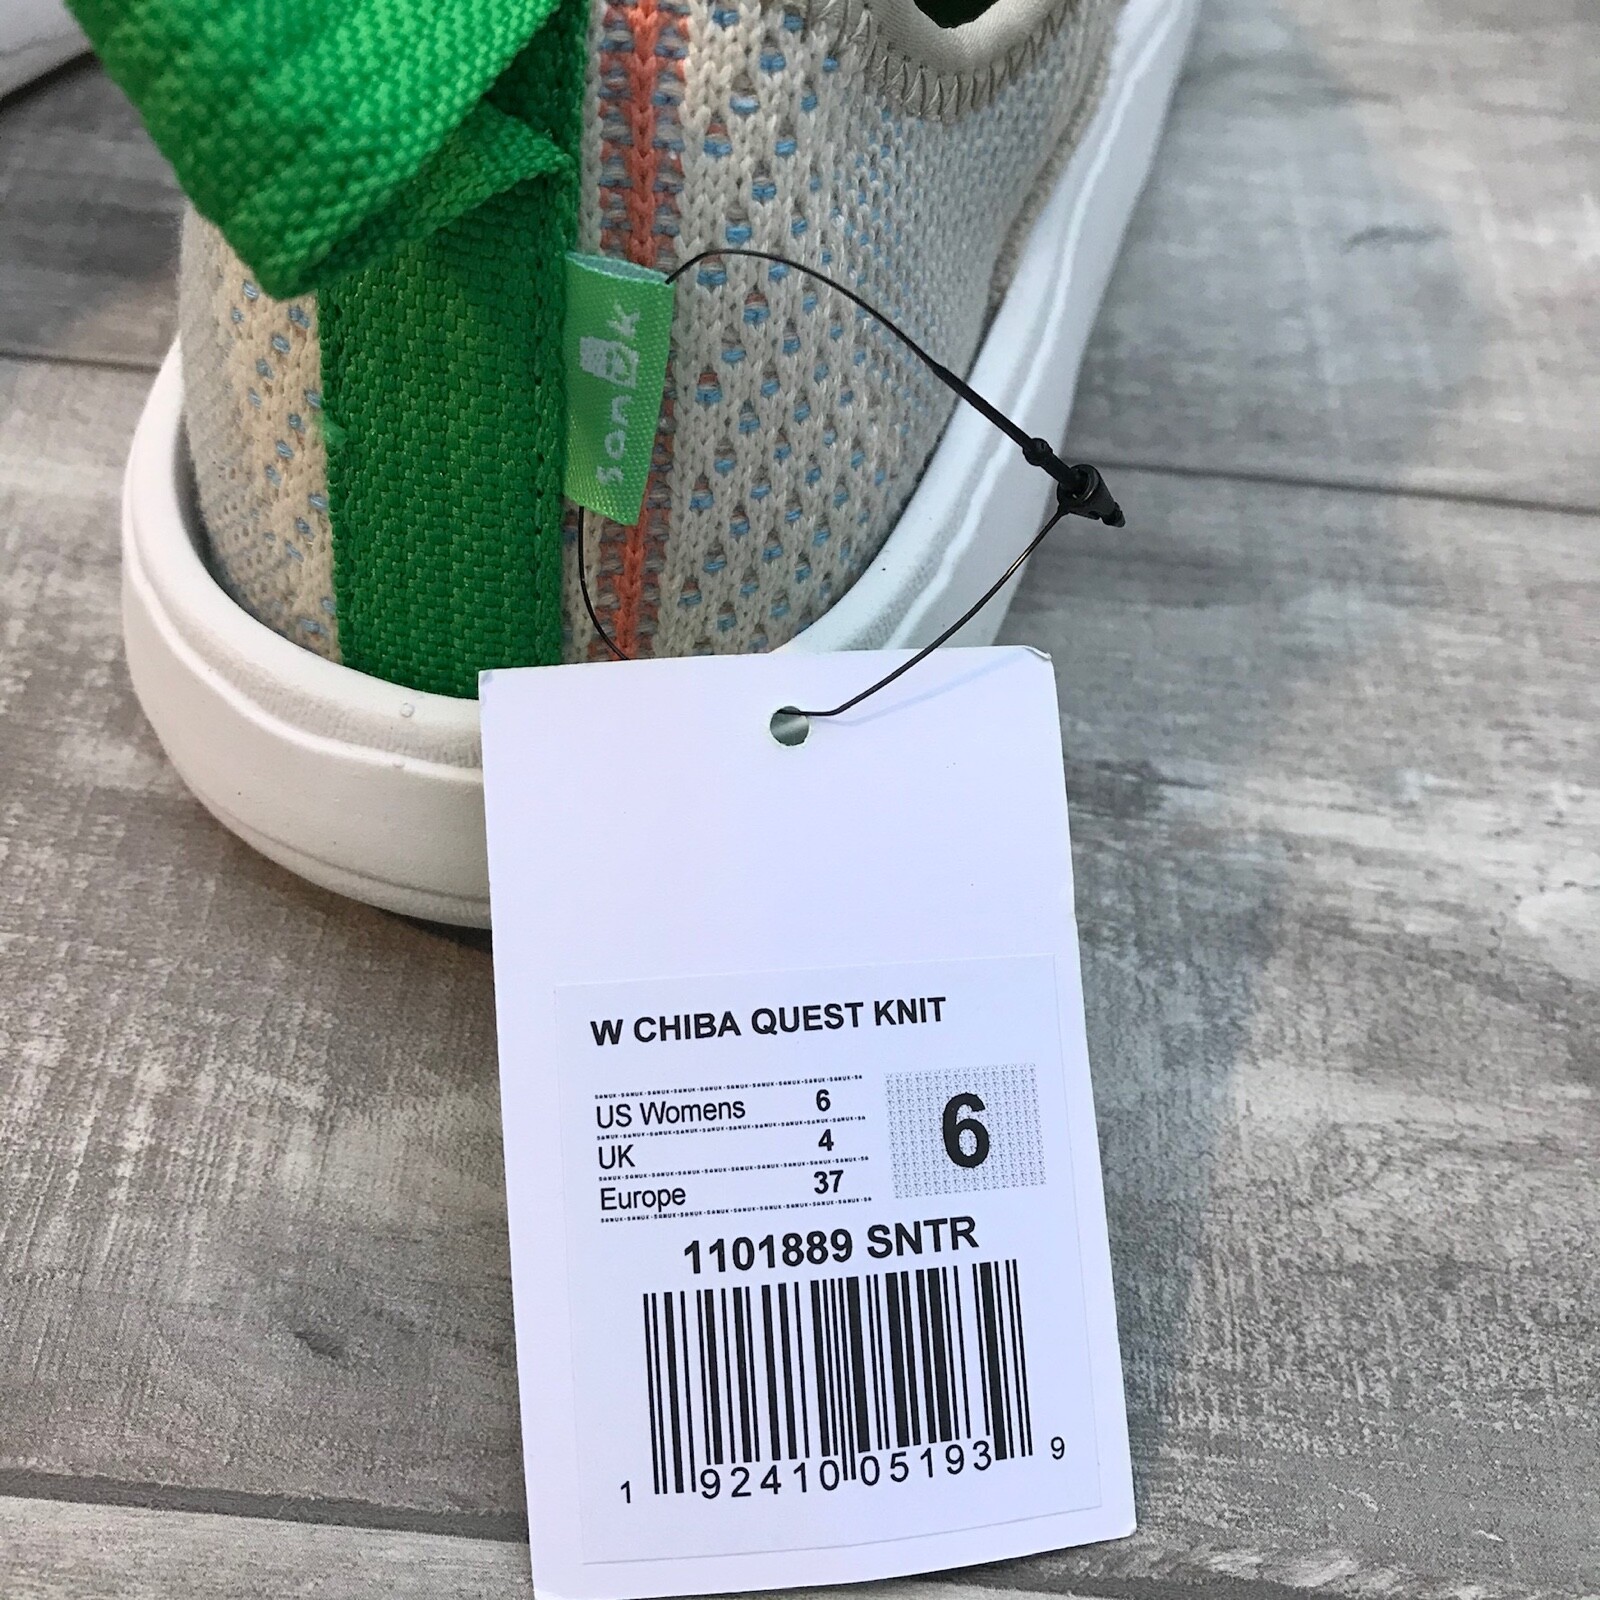 sanuk
W CHIBA QUEST KNIT
US Womens 6
UK 4
Europe 37
6
1101889 SNTR
1 92410 05193 9